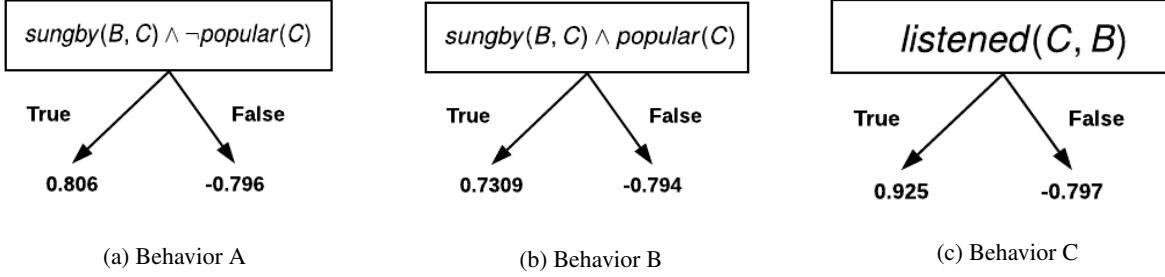 sungby(B, C) ∧ ¬popular(C)
True
False
0.806
-0.796
(a) Behavior A
sungby(B, C) ∧ popular(C)
True
False
0.7309
-0.794
(b) Behavior B
listened(C, B)
True
False
0.925
-0.797
(c) Behavior C